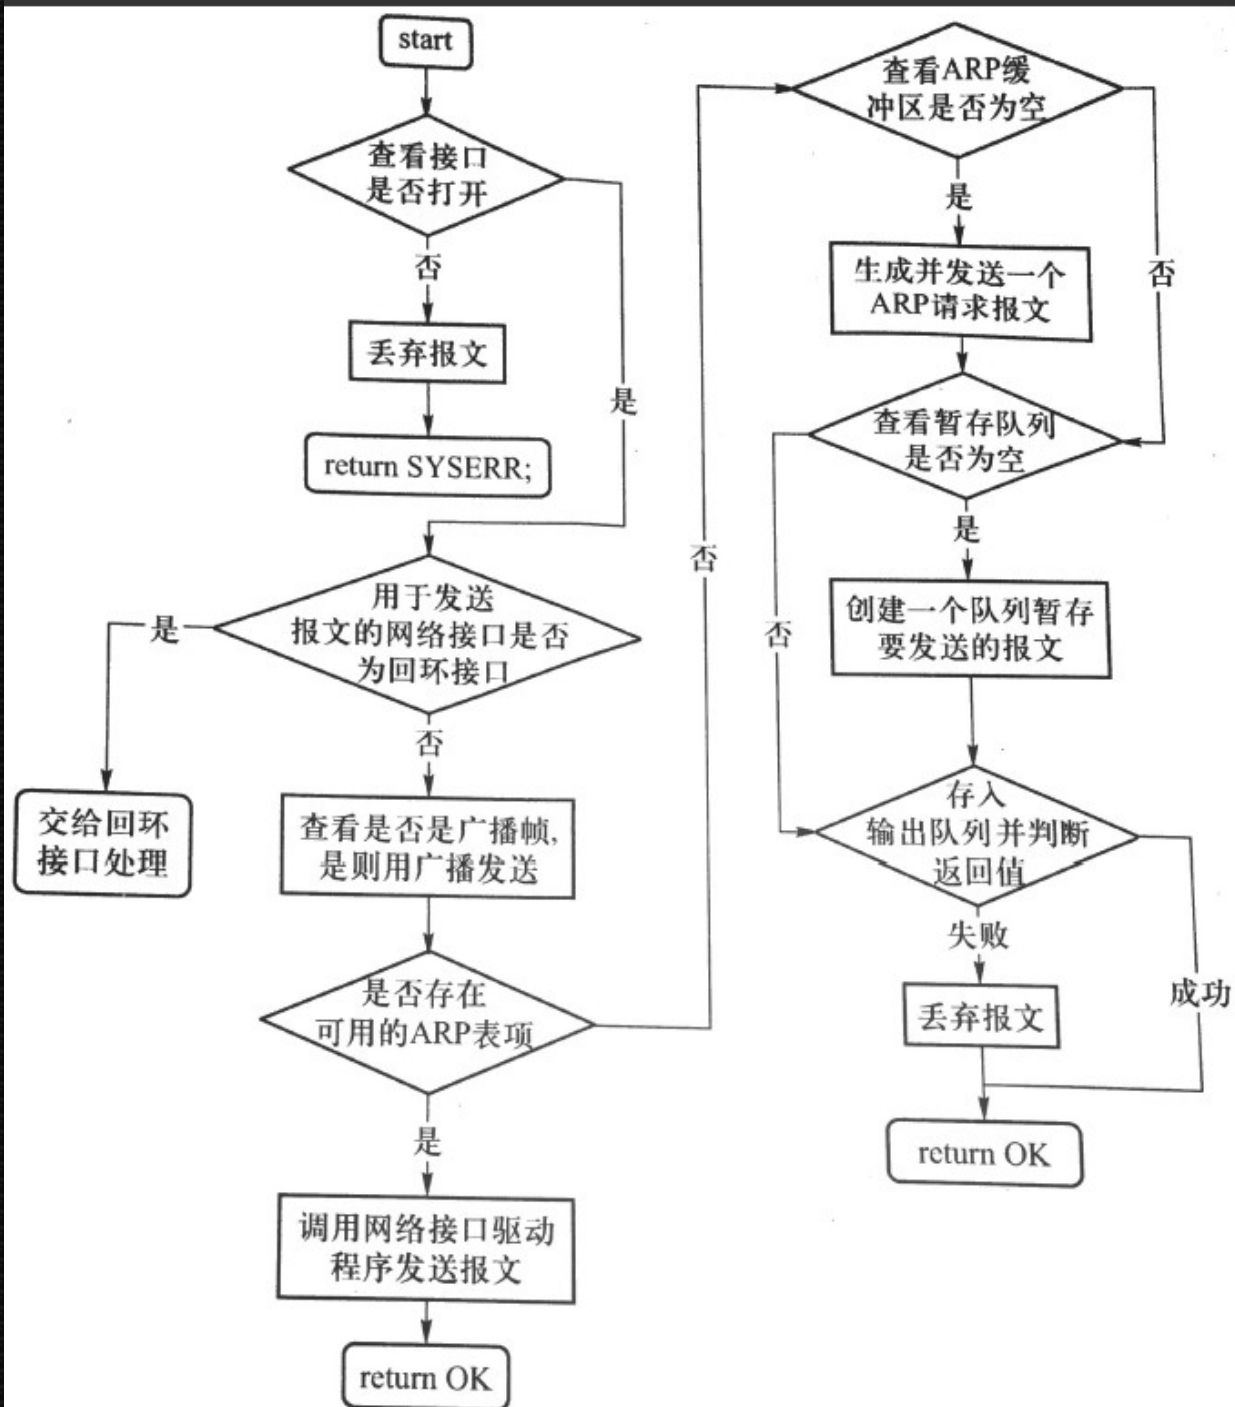 start
查看接口
是否打开
否
丢弃报文
是
return SYSERR;
用于发送
报文的网络接口是否
为回环接口
是
否
交给回环
接口处理
查看是否是广播帧,
是则用广播发送
是否存在
可用的ARP表项
否
是
调用网络接口驱动
程序发送报文
return OK
查看ARP缓
冲区是否为空
是
否
生成并发送一个
ARP请求报文
查看暂存队列
是否为空
是
否
创建一个队列暂存
要发送的报文
存入
输出队列并判断
返回值
失败
成功
丢弃报文
return OK